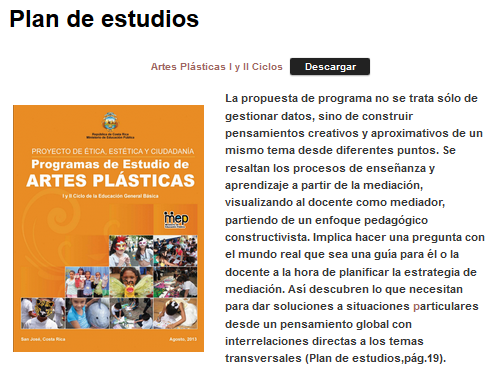 Plan de estudios
Artes Plásticas I y II Ciclos
Descargar
República de Costa Rica
Ministerio de Educación Pública
PROYECTO DE ÉTICA, ESTÉTICA Y CIUDADANÍA
Programas de Estudio de
ARTES PLÁSTICAS
I y II Ciclo de la Educación General Básica
mep
San José, Costa Rica
Agosto, 2013
La propuesta de programa no se trata sólo de
gestionar datos, sino de construir
pensamientos creativos y aproximativos de un
mismo tema desde diferentes puntos. Se
resaltan los procesos de enseñanza y
aprendizaje a partir de la mediación,
visualizando al docente como mediador,
partiendo de un enfoque pedagógico
constructivista. Implica hacer una pregunta con
el mundo real que sea una guía para él o la
docente a la hora de planificar la estrategia de
mediación. Así descubren lo que necesitan
para dar soluciones a situaciones particulares
desde un pensamiento global con
interrelaciones directas a los temas
transversales (Plan de estudios,pág.19).